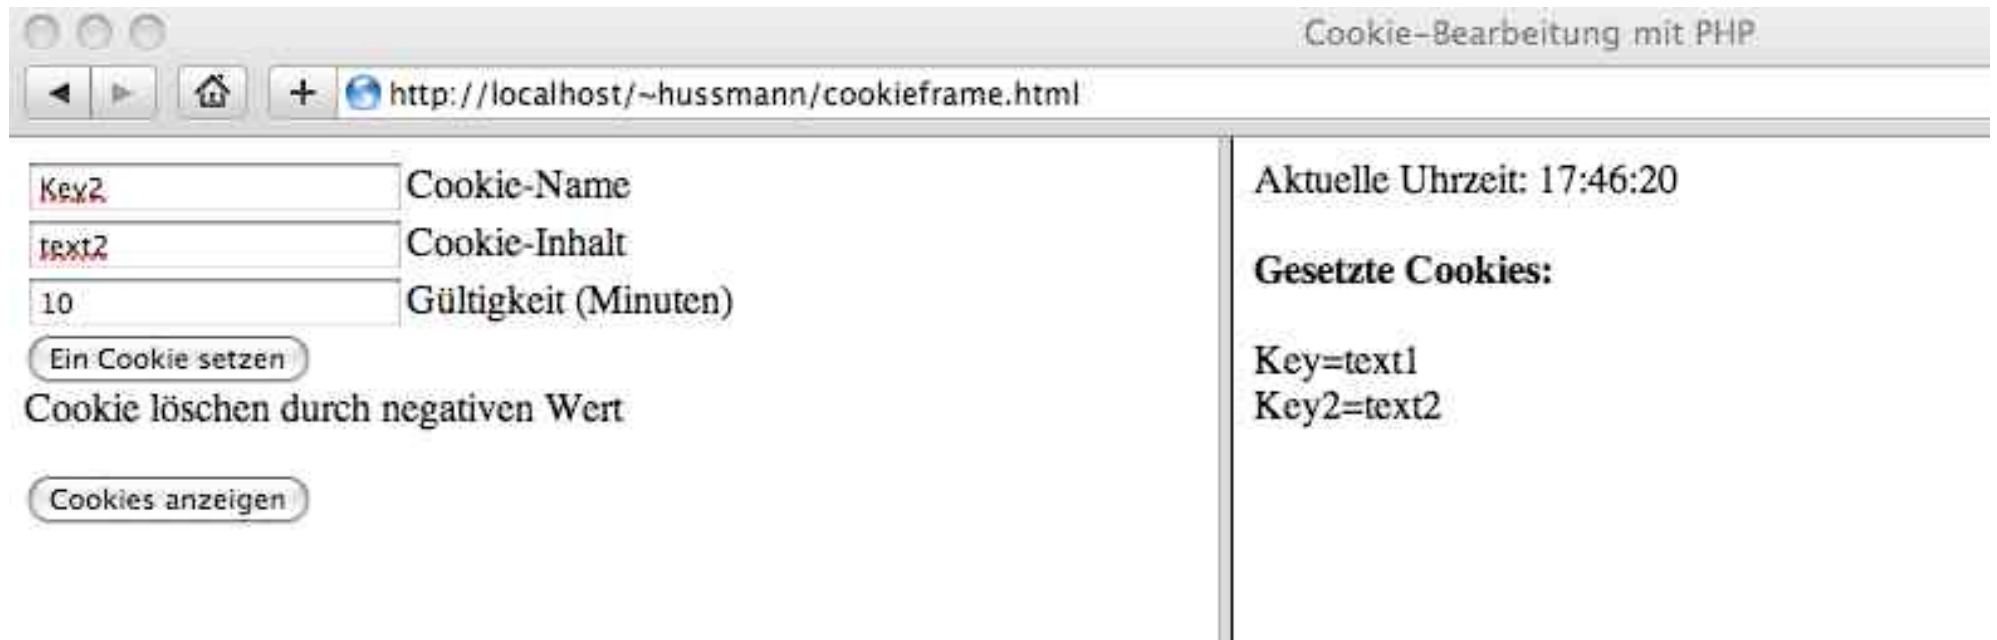 Cookie-Bearbeitung mit PHP
http://localhost/~hussmann/cookieframe.html
Key2 Cookie-Name
text2 Cookie-Inhalt
10 Gültigkeit (Minuten)
Ein Cookie setzen
Cookie löschen durch negativen Wert
Cookies anzeigen
Aktuelle Uhrzeit: 17:46:20
Gesetzte Cookies:
Key=text1
Key2=text2